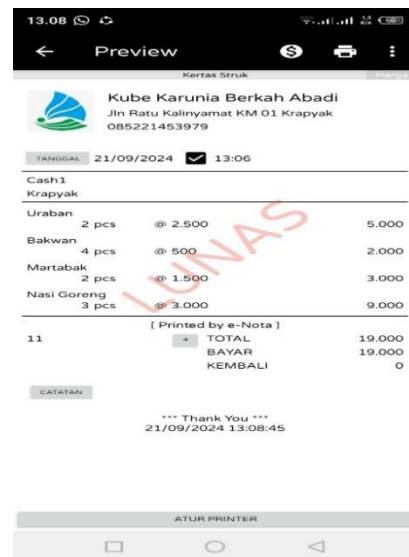 13.08
Preview
Kertas Struk Harga
Kube Karunia Berkah Abadi
Jln Ratu Kalinyamat KM 01 Krapyak
085221453979
TANGGAL 21/09/2024 13:06
Cash1
Krapyak
Uraban
2 pcs @ 2.500 5.000
Bakwan
4 pcs @ 500 2.000
Martabak
2 pcs @ 1.500 3.000
Nasi Goreng
3 pcs @ 3.000 9.000
LUNAS
[ Printed by e-Nota ]
11 + TOTAL 19.000
BAYAR 19.000
KEMBALI 0
CATATAN
*** Thank You ***
21/09/2024 13:08:45
ATUR PRINTER